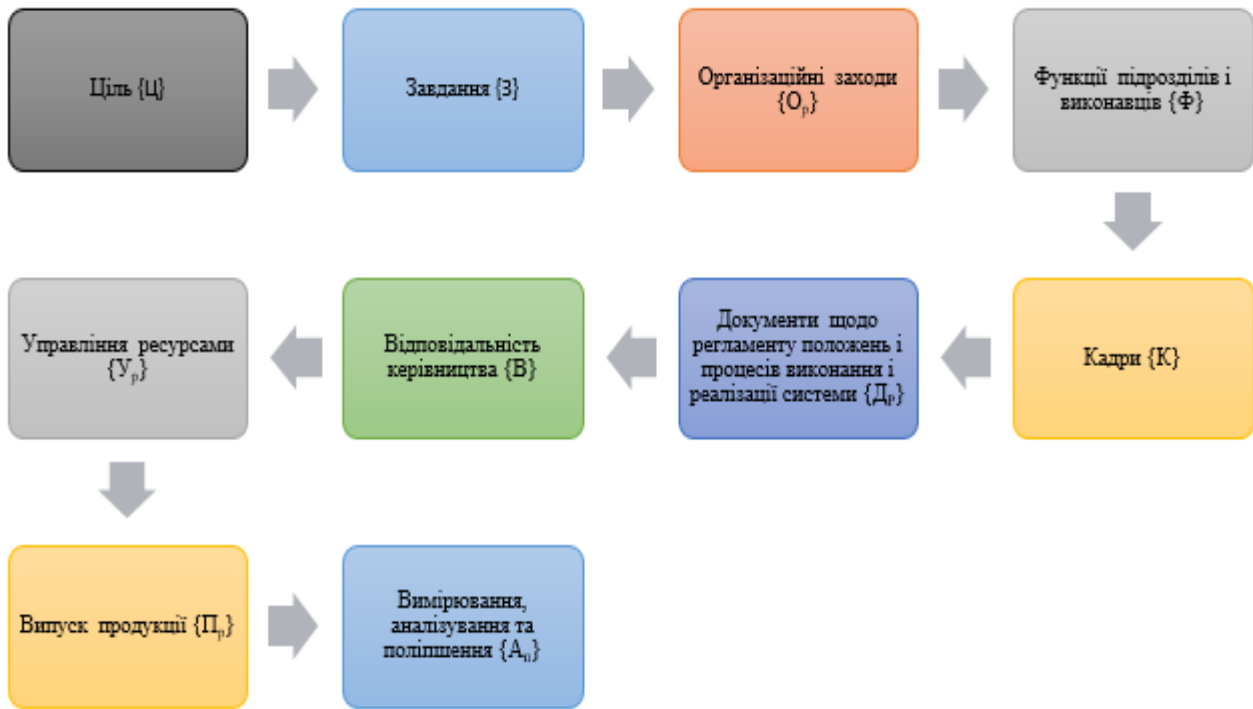 Ціль {Ц}
Завдання {З}
Організаційні заходи
{Oр}
Функції підрозділів і
виконавців {Ф}
Кадри {К}
Документи щодо
регламенту положень і
процесів виконання і
реалізації системи {ДР}
Відповідальність
керівництва {В}
Управління ресурсами
{Ур}
Випуск продукції {Пр}
Вимірювання,
аналізування та
поліпшення {Ап}